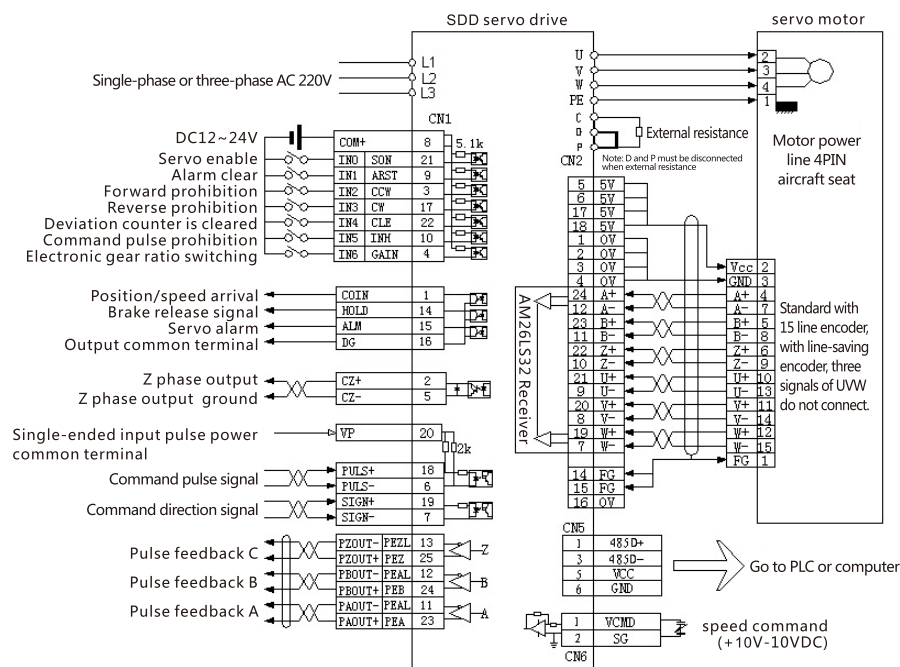 SDD servo drive
servo motor
Single-phase or three-phase AC 220V
L1
L2
L3
CN1
DC12~24V
COM+ 8
5.1k
Servo enable IN0 SON 21
Alarm clear IN1 ARST 9
Forward prohibition IN2 CCW 3
Reverse prohibition IN3 CW 17
Deviation counter is cleared IN4 CLE 22
Command pulse prohibition IN5 INH 10
Electronic gear ratio switching IN6 GAIN 4
Position/speed arrival COIN 1
Brake release signal HOLD 14
Servo alarm ALM 15
Output common terminal DG 16
Z phase output CZ+ 2
Z phase output ground CZ- 5
Single-ended input pulse power
common terminal
VP 20
2k
Command pulse signal
PULS+ 18
PULS- 6
Command direction signal
SIGN+ 19
SIGN- 7
Pulse feedback C
PZOUT- PEZL 13
PZOUT+ PEZ 25
Z
Pulse feedback B
PBOUT- PEAL 12
PBOUT+ PEB 24
B
Pulse feedback A
PAOUT- PEAL 11
PAOUT+ PEA 23
A
U 2
V 3
W 4
PE 1
C
D
P
External resistance
Note: D and P must be disconnected
when external resistance
Motor power
line 4PIN
aircraft seat
CN2
5 5V
6 5V
17 5V
18 5V
1 0V
2 0V
3 0V
4 0V
24 A+
12 A-
23 B+
11 B-
22 Z+
10 Z-
21 U+
9 U-
20 V+
8 V-
19 W+
7 W-
14 FG
15 FG
16 0V
AM26LS32 Receiver
Vcc 2
GND 3
A+ 4
A- 7
B+ 5
B- 8
Z+ 6
Z- 9
U+ 10
U- 13
V+ 11
V- 14
W+ 12
W- 15
FG 1
Standard with
15 line encoder,
with line-saving
encoder, three
signals of UVW
do not connect.
CN5
1 485D+
3 485D-
5 VCC
6 GND
Go to PLC or computer
1 VCMD
2 SG
CN6
speed command
(+10V-10VDC)